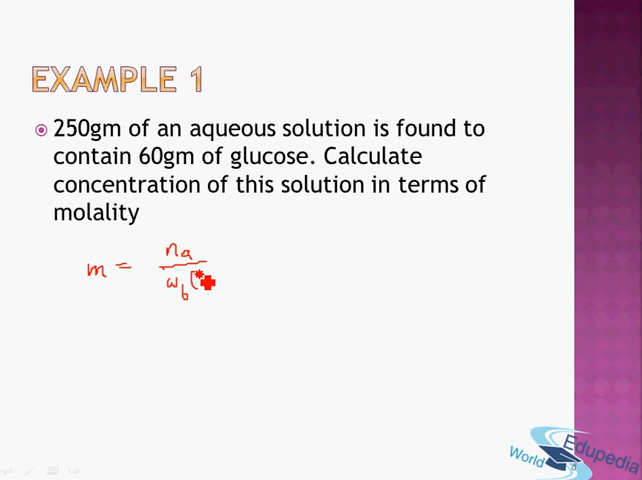 EXAMPLE 1
250gm of an aqueous solution is found to
contain 60gm of glucose. Calculate
concentration of this solution in terms of
molality
m = na
wb(
World Edupedia